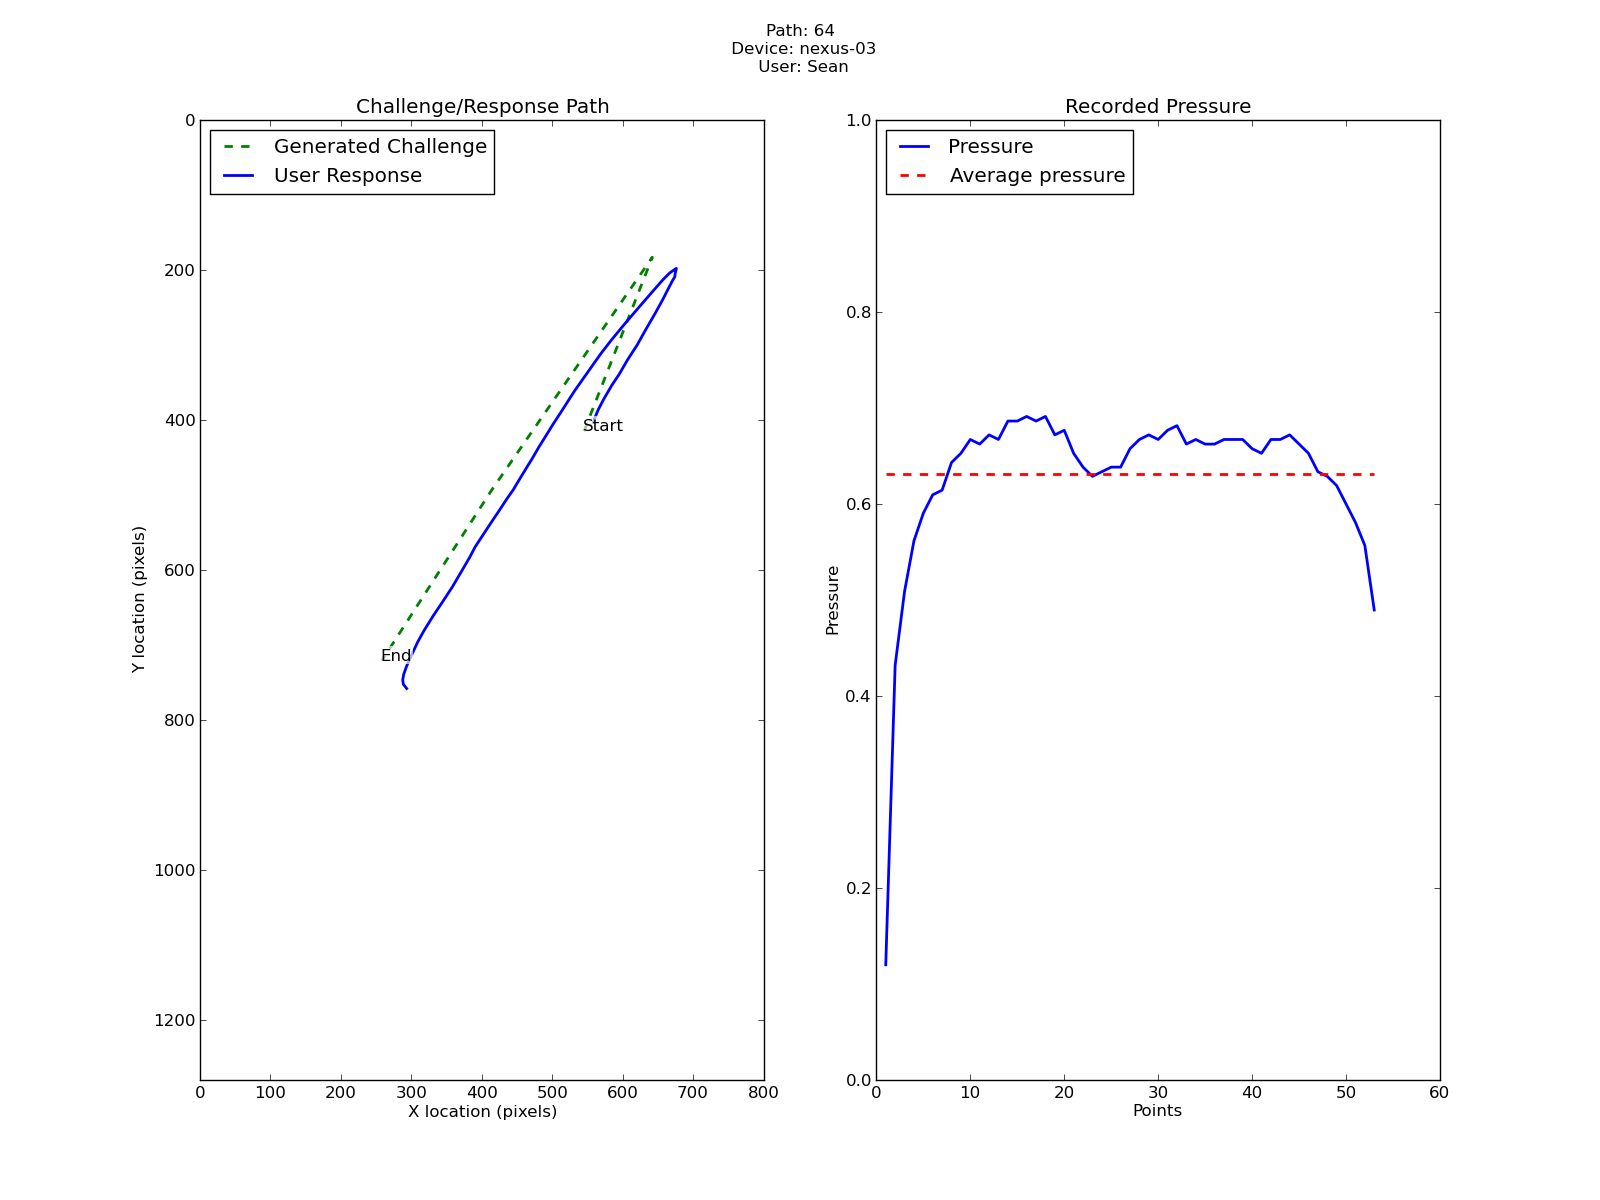 Path: 64
Device: nexus-03
User: Sean
Challenge/Response Path
Generated Challenge
User Response
Start
End
0
200
400
600
800
1000
1200
Y location (pixels)
0 100 200 300 400 500 600 700 800
X location (pixels)
Recorded Pressure
Pressure
Average pressure
1.0
0.8
0.6
0.4
0.2
0.0
Pressure
0 10 20 30 40 50 60
Points